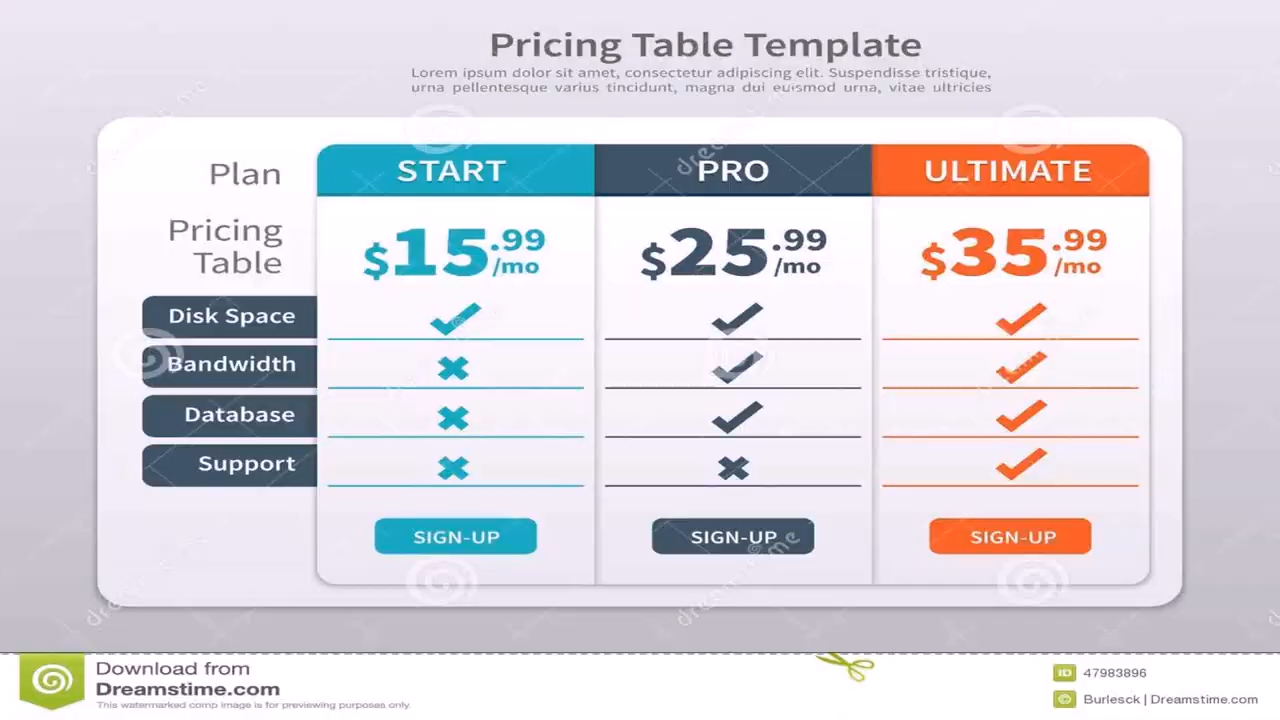 Pricing Table Template
Lorem ipsum dolor sit amet, consectetur adipiscing elit. Suspendisse tristique,
urna pellentesque varius tincidunt, magna dui euismod urna, vitae ultricies
Plan START PRO ULTIMATE
Pricing Table $15.99/mo $25.99/mo $35.99/mo
Disk Space ✔ ✔ ✔
Bandwidth ✖ ✔ ✔
Database ✖ ✔ ✔
Support ✖ ✖ ✔
SIGN-UP SIGN-UP SIGN-UP
Download from
Dreamstime.com
This watermarked comp image is for previewing purposes only.
ID 47983896
© Burlesck | Dreamstime.com